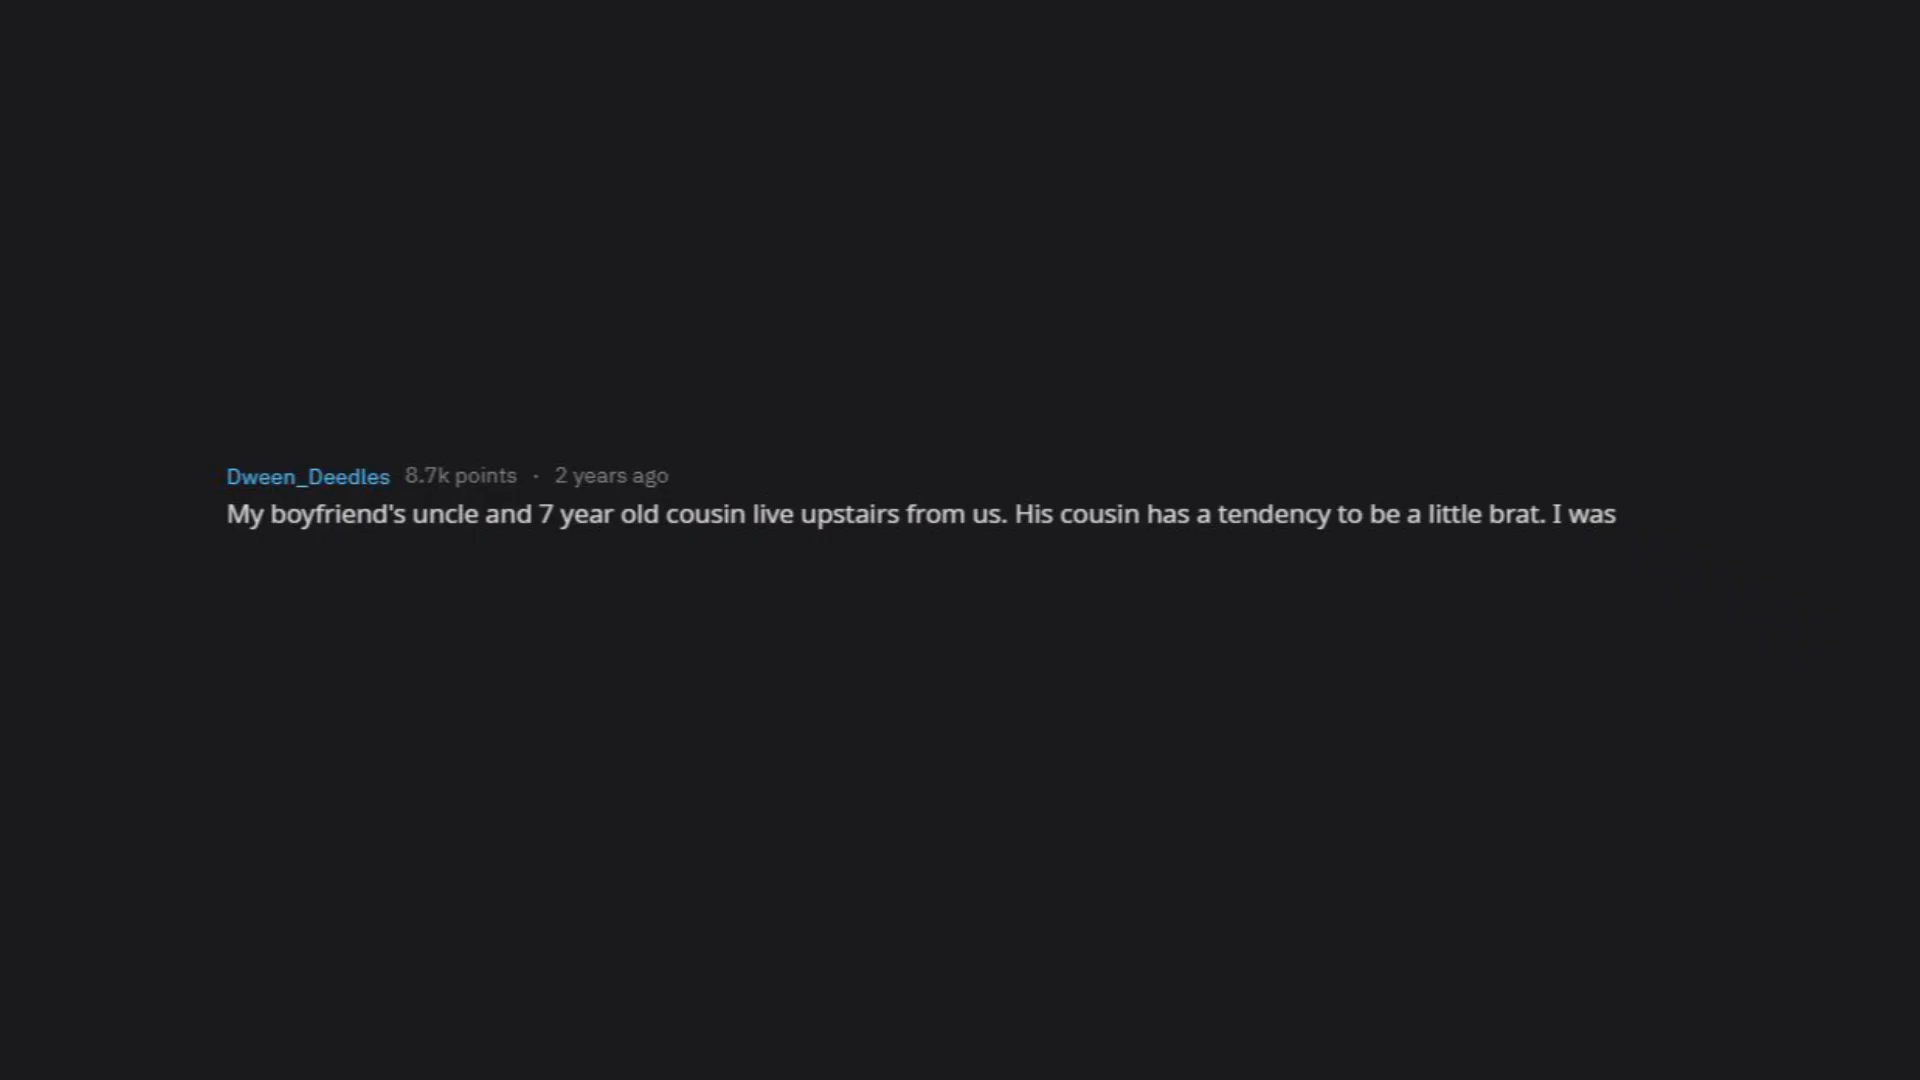 Dween_Deedles 8.7k points · 2 years ago
My boyfriend's uncle and 7 year old cousin live upstairs from us. His cousin has a tendency to be a little brat. I was